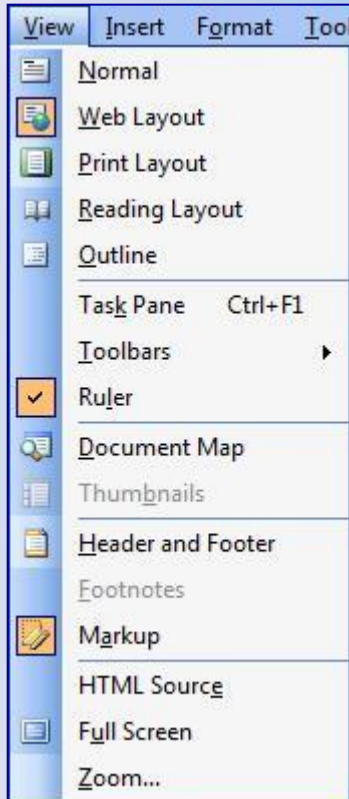 View Insert Format Tool
Normal
Web Layout
Print Layout
Reading Layout
Outline
Task Pane Ctrl+F1
Toolbars
Ruler
Document Map
Thumbnails
Header and Footer
Footnotes
Markup
HTML Source
Full Screen
Zoom...